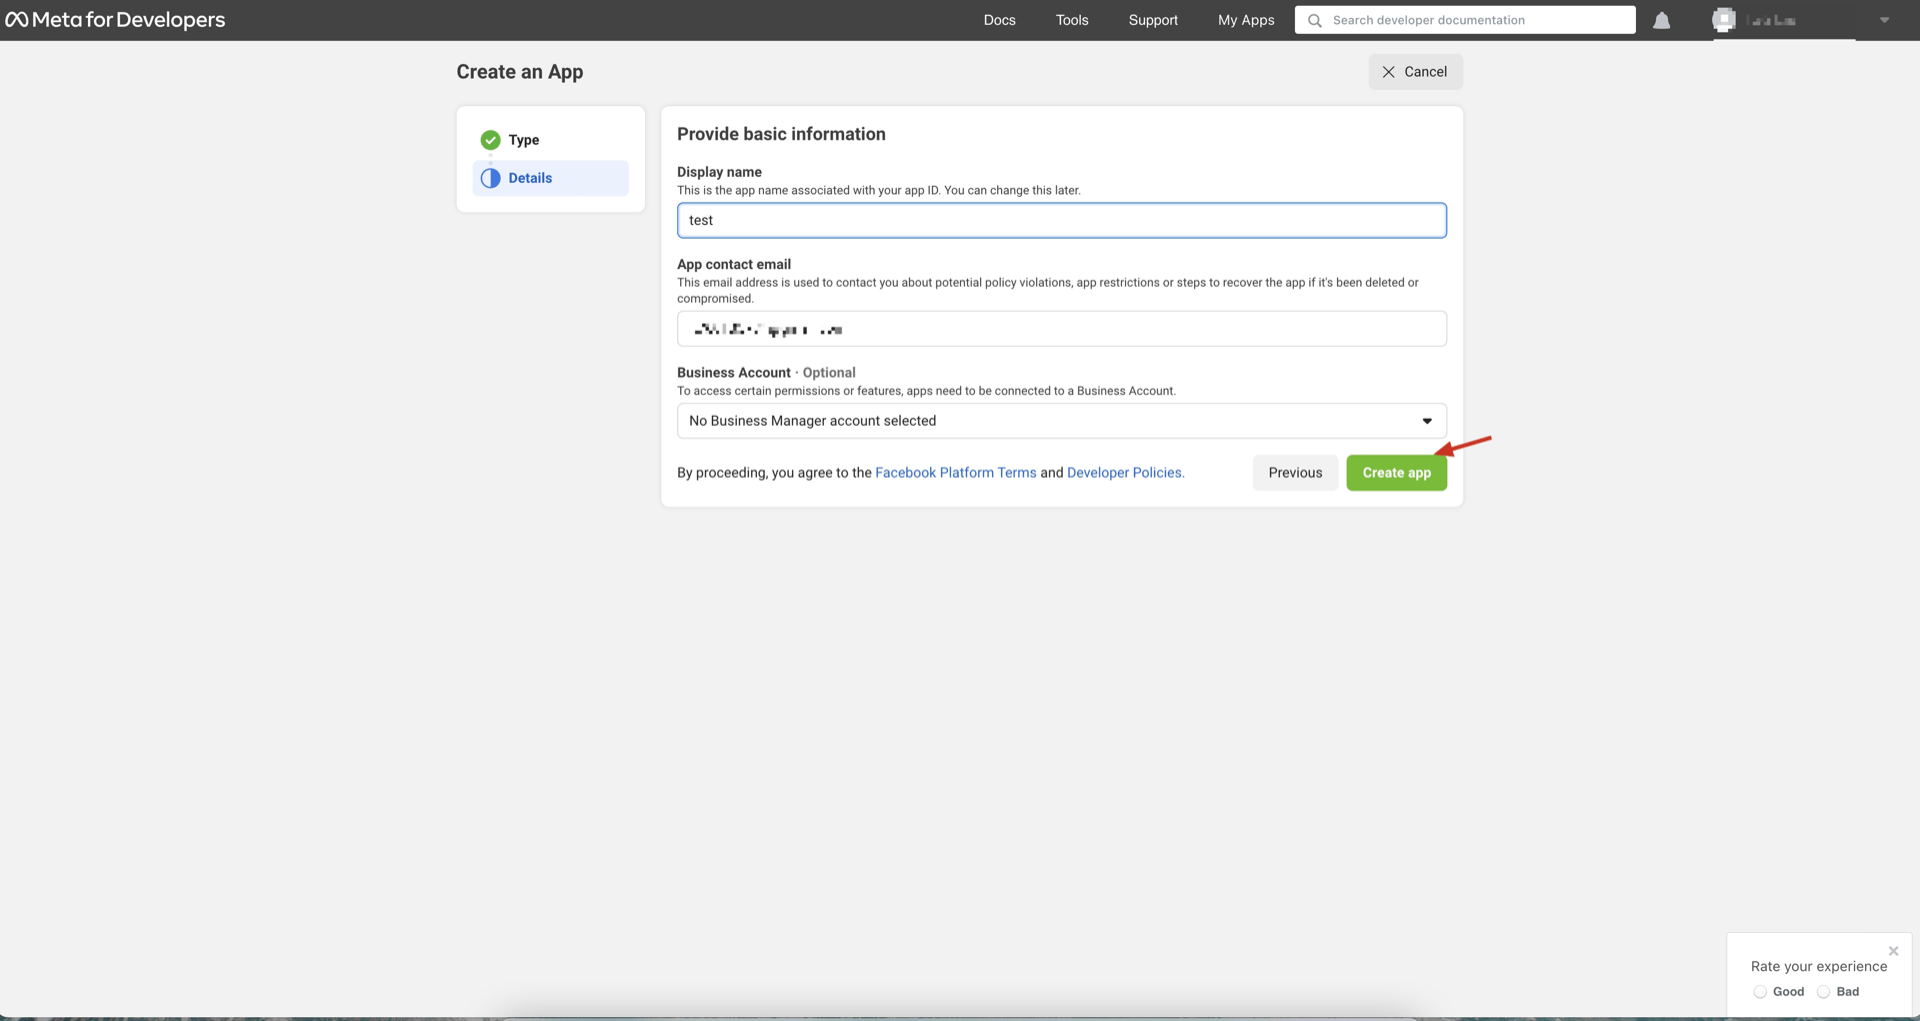 Meta for Developers
Docs
Tools
Support
My Apps
Search developer documentation
Create an App
Cancel
Type
Details
Provide basic information
Display name
This is the app name associated with your app ID. You can change this later.
test
App contact email
This email address is used to contact you about potential policy violations, app restrictions or steps to recover the app if it's been deleted or
compromised.
Business Account · Optional
To access certain permissions or features, apps need to be connected to a Business Account.
No Business Manager account selected
By proceeding, you agree to the Facebook Platform Terms and Developer Policies.
Previous
Create app
Rate your experience
Good
Bad